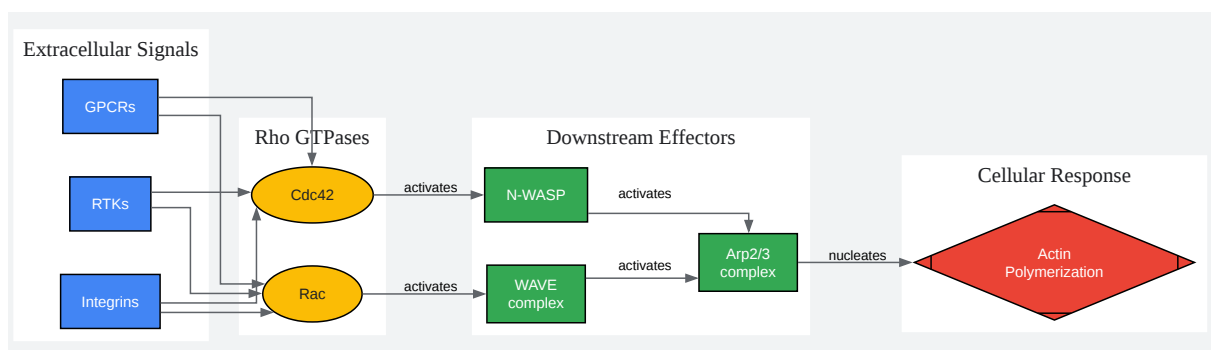 Extracellular Signals
GPCRs
RTKs
Integrins
Rho GTPases
Cdc42
Rac
activates
activates
Downstream Effectors
N-WASP
WAVE
complex
activates
activates
Arp2/3
complex
nucleates
Cellular Response
Actin
Polymerization